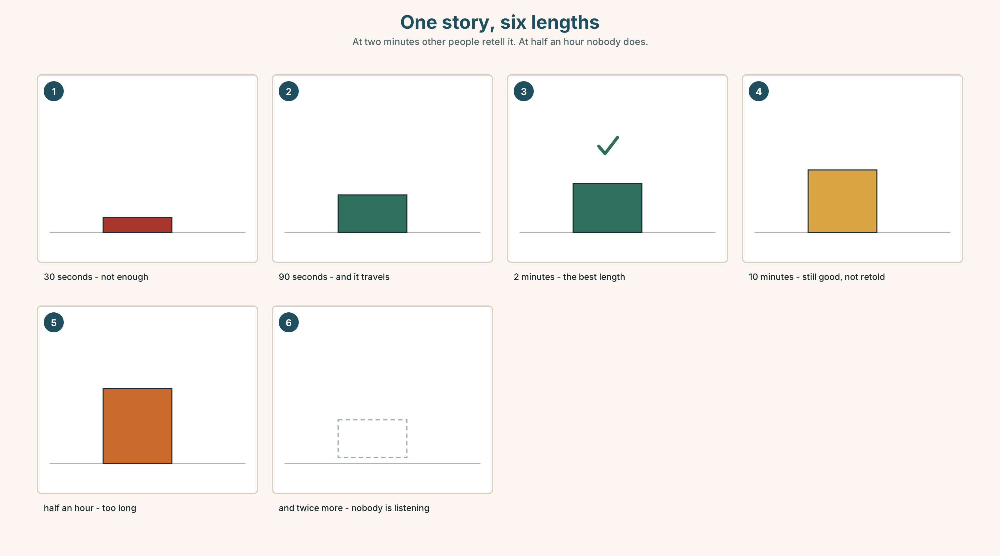 One story, six lengths
At two minutes other people retell it. At half an hour nobody does.
1
2
3
4
30 seconds - not enough
90 seconds - and it travels
2 minutes - the best length
10 minutes - still good, not retold
5
6
half an hour - too long
and twice more - nobody is listening